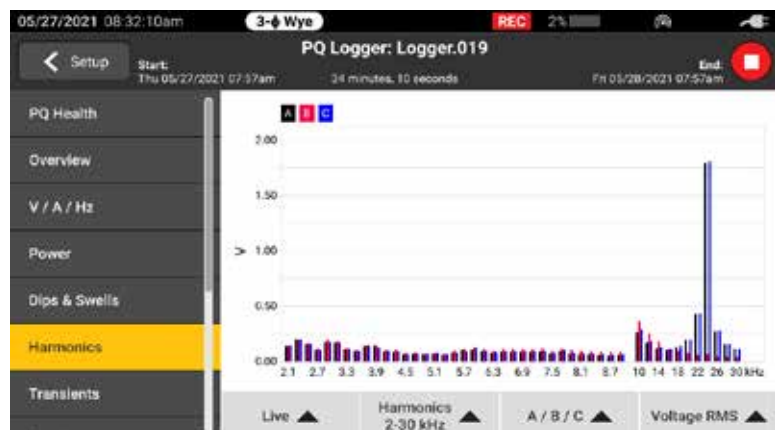 05/27/2021 08:32:10am 3-ϕ Wye REC 2%
Setup
PQ Logger: Logger.019
Start:
Thu 05/27/2021 07:57am
24 minutes, 10 seconds
End:
Fri 05/28/2021 07:57am
PQ Health
Overview
V / A / Hz
Power
Dips & Swells
Harmonics
Transients
A B C
2.00
1.50
1.00
0.50
0.00
V
2.1 2.7 3.3 3.9 4.5 5.1 5.7 6.3 6.9 7.5 8.1 8.7 10 14 18 22 26 30 kHz
Live
Harmonics
2-30 kHz
A / B / C
Voltage RMS